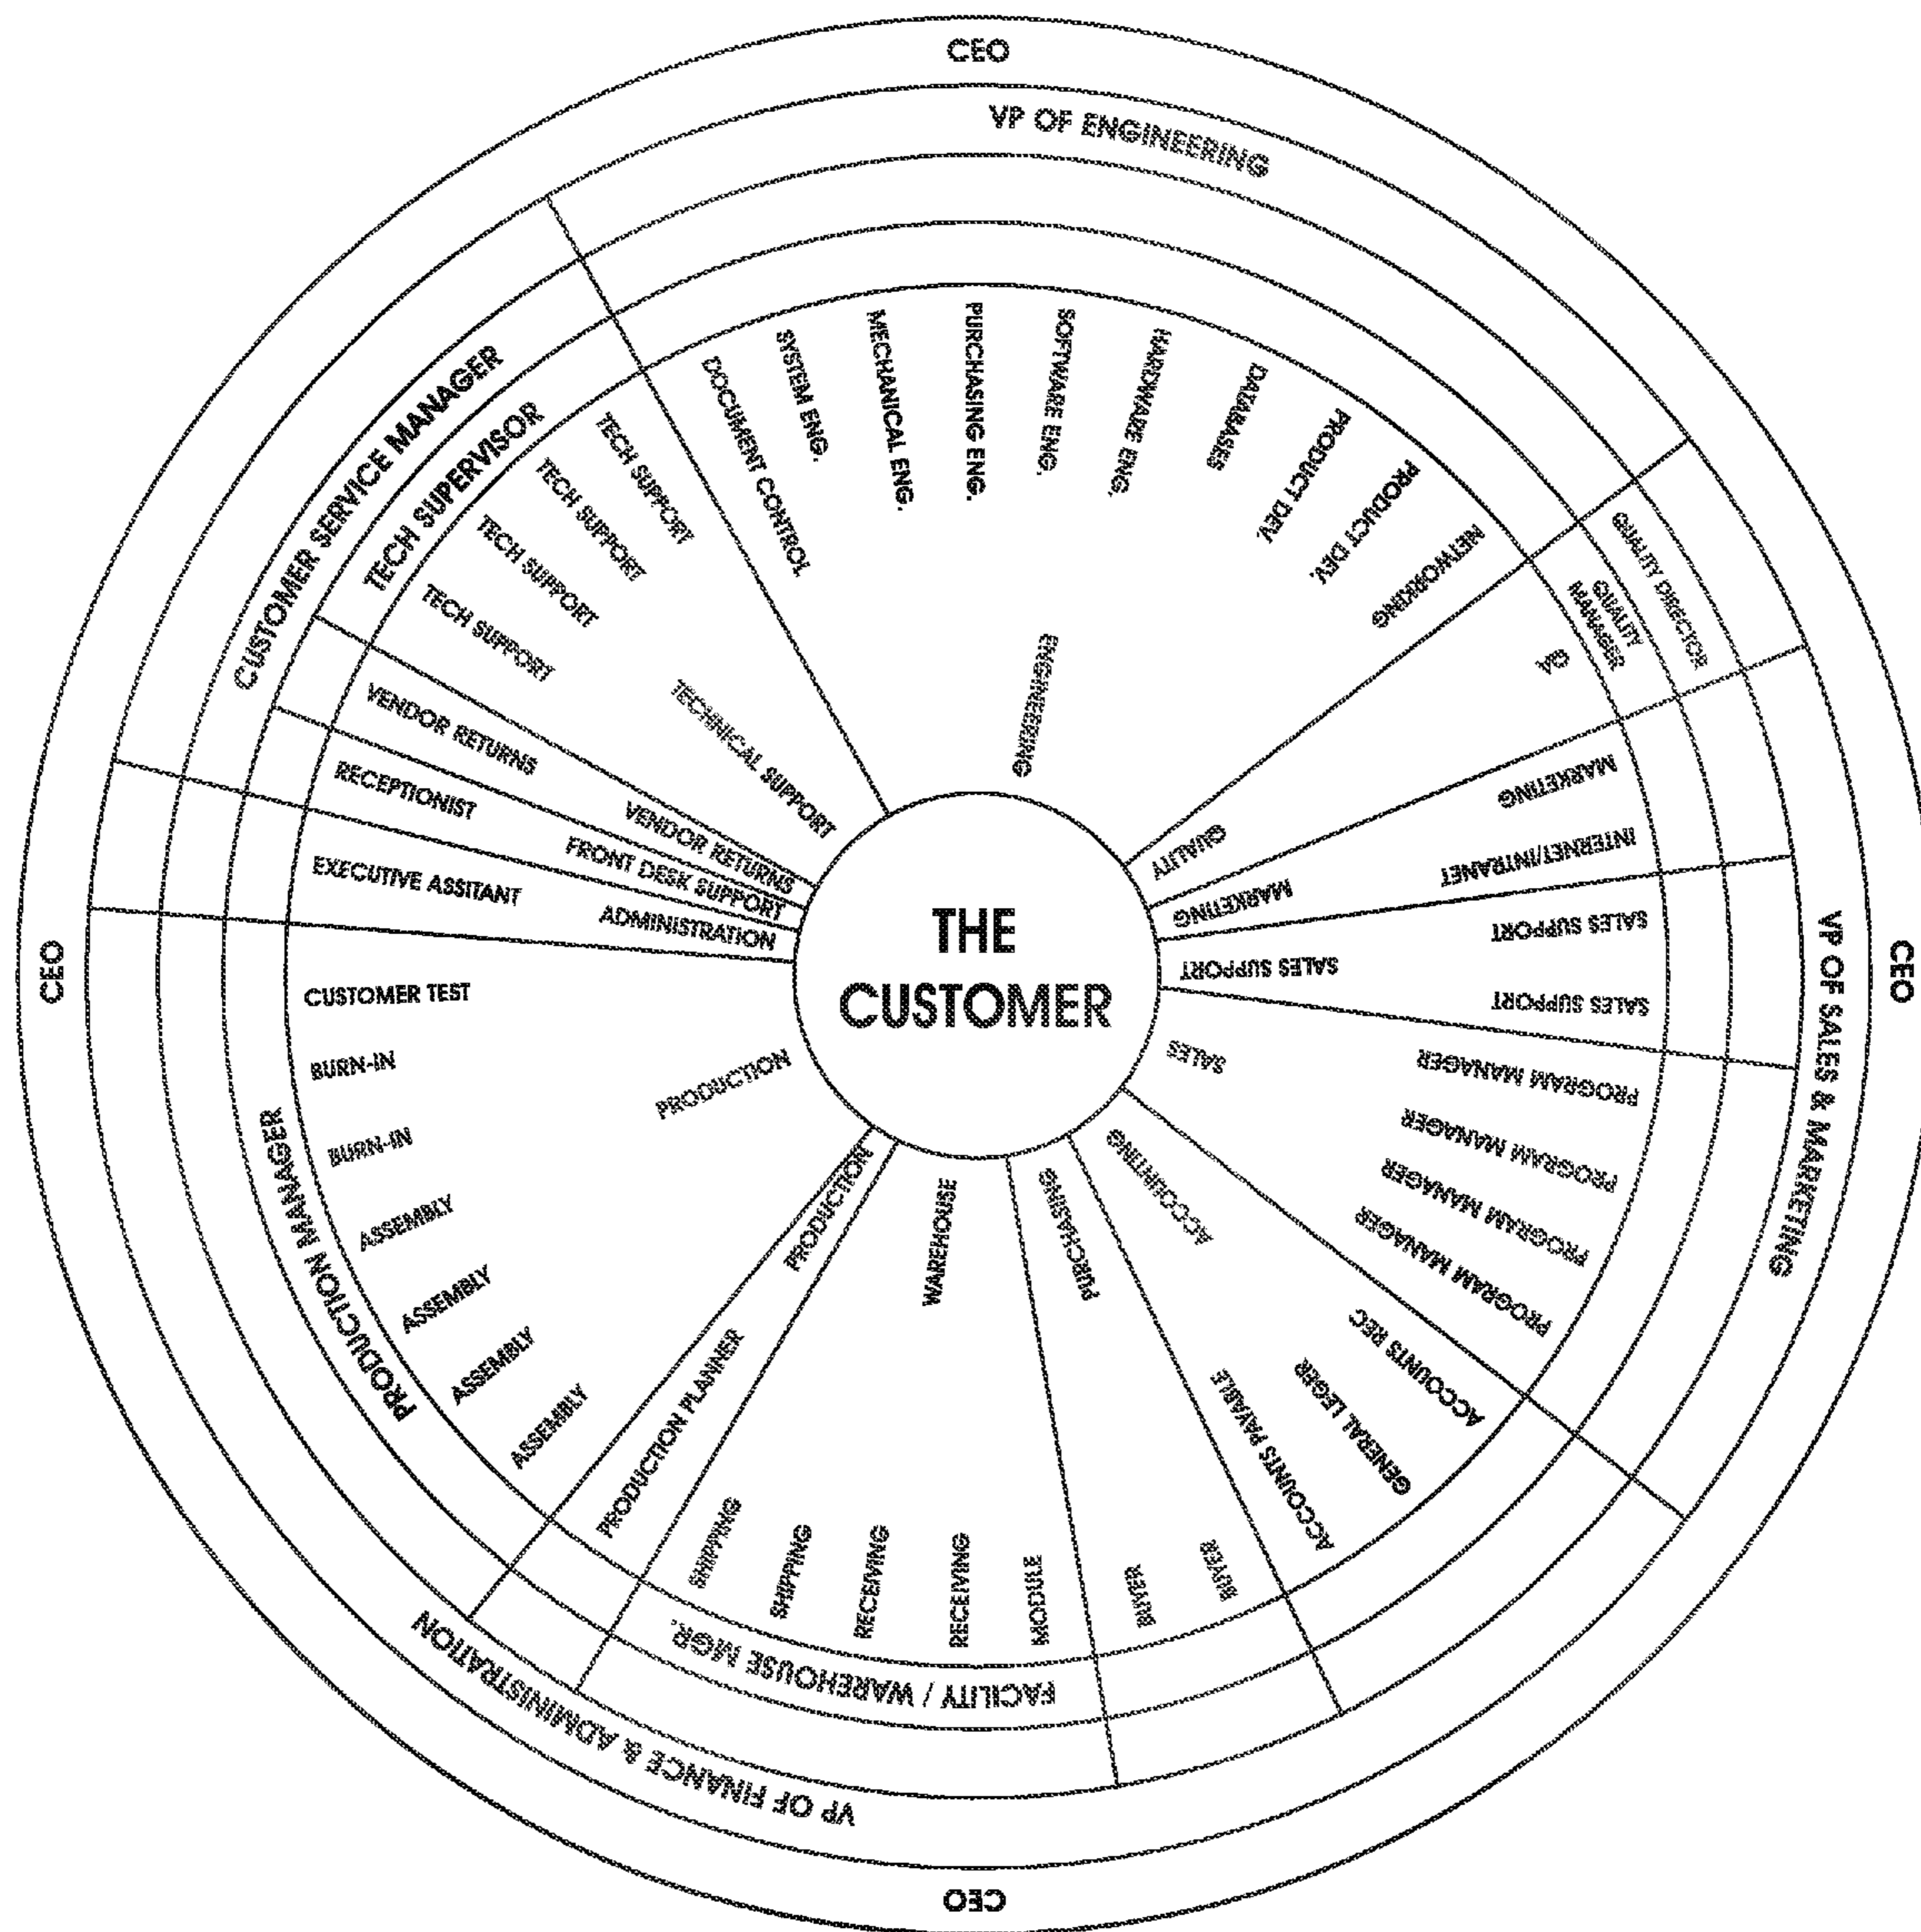 CEO
VP OF ENGINEERING
DOCUMENT CONTROL
SYSTEM ENG.
MECHANICAL ENG.
PURCHASING ENG.
SOFTWARE ENG.
HARDWARE ENG.
DATABASES
PRODUCT DEV.
PRODUCT DEV.
NETWORKING
ENGINEERING
QUALITY DIRECTOR
QUALITY
MANAGER
QA
QUALITY
MARKETING
INTERNET/INTRANET
MARKETING
SALES SUPPORT
SALES SUPPORT
SALES SUPPORT
VP OF SALES & MARKETING
CEO
PROGRAM MANAGER
PROGRAM MANAGER
PROGRAM MANAGER
PROGRAM MANAGER
SALES
ACCOUNTS REC
GENERAL LEGER
ACCOUNTS PAYABLE
ACCOUNTING
BUYER
BUYER
PURCHASING
MODULE
RECEIVING
RECEIVING
SHIPPING
SHIPPING
WAREHOUSE
FACILITY / WAREHOUSE MGR.
VP OF FINANCE & ADMINISTRATION
CEO
PRODUCTION PLANNER
PRODUCTION
ASSEMBLY
ASSEMBLY
ASSEMBLY
ASSEMBLY
BURN-IN
BURN-IN
CUSTOMER TEST
PRODUCTION
PRODUCTION MANAGER
CEO
EXECUTIVE ASSITANT
ADMINISTRATION
RECEPTIONIST
FRONT DESK SUPPORT
VENDOR RETURNS
VENDOR RETURNS
TECH SUPPORT
TECH SUPPORT
TECH SUPPORT
TECH SUPPORT
TECHNICAL SUPPORT
TECH SUPERVISOR
CUSTOMER SERVICE MANAGER
THE
CUSTOMER